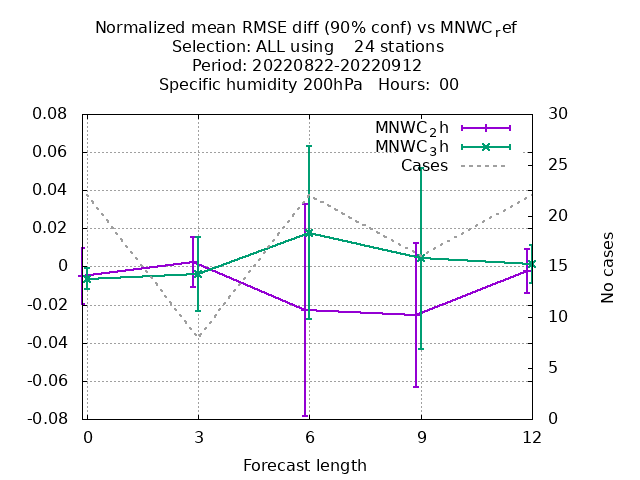 Normalized mean RMSE diff (90% conf) vs MNWC_ref
Selection: ALL using 24 stations
Period: 20220822-20220912
Specific humidity 200hPa Hours: 00
0.08
0.06
0.04
0.02
0
-0.02
-0.04
-0.06
-0.08
30
25
20
15
10
5
0
MNWC_2h
MNWC_3h
Cases
No cases
0 3 6 9 12
Forecast length